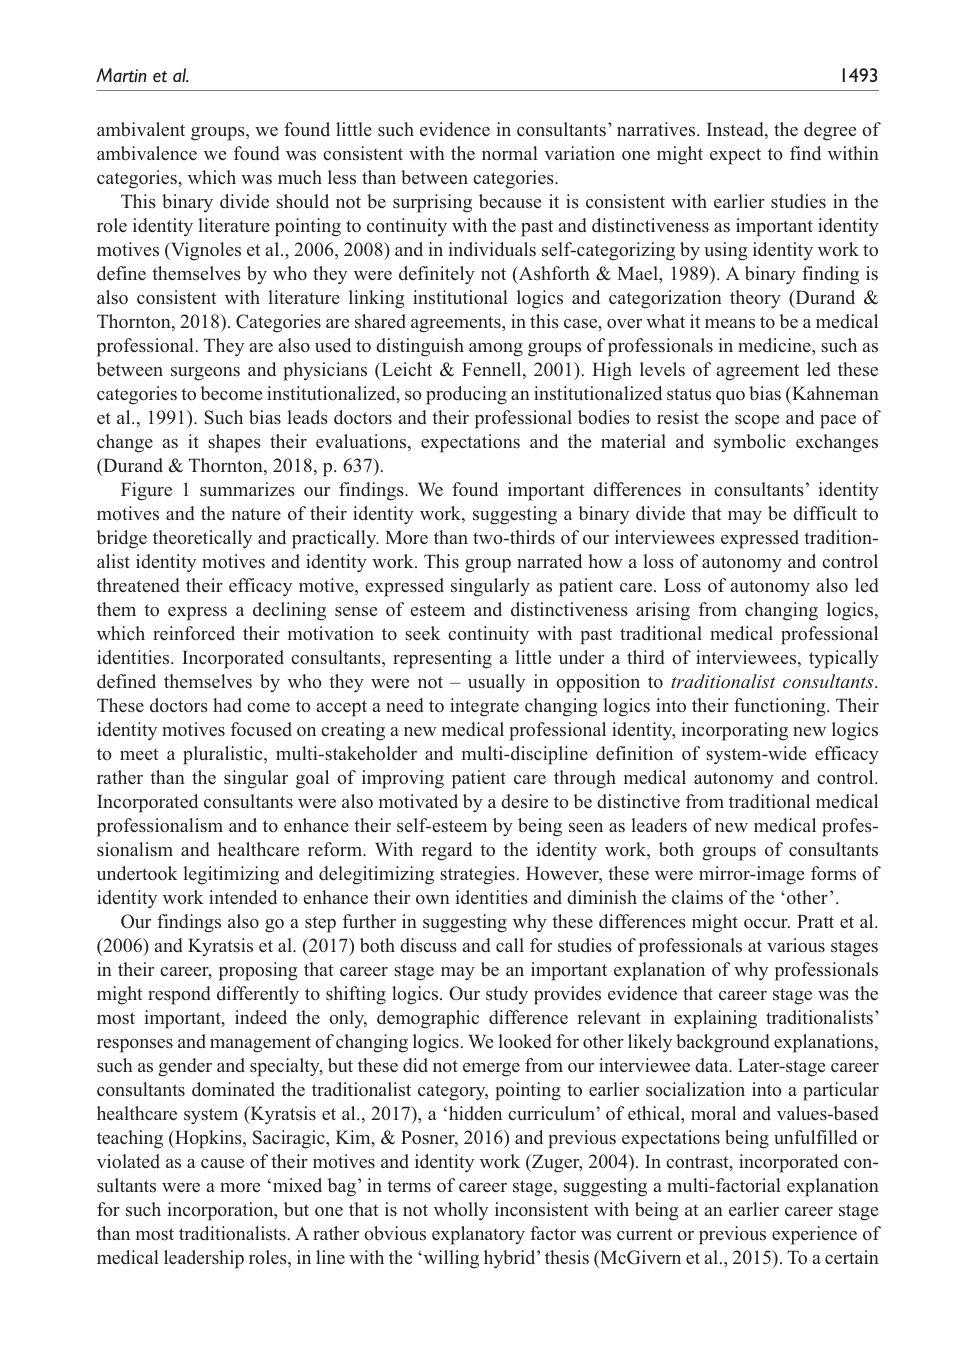 Martin et al. 1493
ambivalent groups, we found little such evidence in consultants’ narratives. Instead, the degree of
ambivalence we found was consistent with the normal variation one might expect to find within
categories, which was much less than between categories.
This binary divide should not be surprising because it is consistent with earlier studies in the
role identity literature pointing to continuity with the past and distinctiveness as important identity
motives (Vignoles et al., 2006, 2008) and in individuals self-categorizing by using identity work to
define themselves by who they were definitely not (Ashforth & Mael, 1989). A binary finding is
also consistent with literature linking institutional logics and categorization theory (Durand &
Thornton, 2018). Categories are shared agreements, in this case, over what it means to be a medical
professional. They are also used to distinguish among groups of professionals in medicine, such as
between surgeons and physicians (Leicht & Fennell, 2001). High levels of agreement led these
categories to become institutionalized, so producing an institutionalized status quo bias (Kahneman
et al., 1991). Such bias leads doctors and their professional bodies to resist the scope and pace of
change as it shapes their evaluations, expectations and the material and symbolic exchanges
(Durand & Thornton, 2018, p. 637).
Figure 1 summarizes our findings. We found important differences in consultants’ identity
motives and the nature of their identity work, suggesting a binary divide that may be difficult to
bridge theoretically and practically. More than two-thirds of our interviewees expressed tradition-
alist identity motives and identity work. This group narrated how a loss of autonomy and control
threatened their efficacy motive, expressed singularly as patient care. Loss of autonomy also led
them to express a declining sense of esteem and distinctiveness arising from changing logics,
which reinforced their motivation to seek continuity with past traditional medical professional
identities. Incorporated consultants, representing a little under a third of interviewees, typically
defined themselves by who they were not – usually in opposition to traditionalist consultants.
These doctors had come to accept a need to integrate changing logics into their functioning. Their
identity motives focused on creating a new medical professional identity, incorporating new logics
to meet a pluralistic, multi-stakeholder and multi-discipline definition of system-wide efficacy
rather than the singular goal of improving patient care through medical autonomy and control.
Incorporated consultants were also motivated by a desire to be distinctive from traditional medical
professionalism and to enhance their self-esteem by being seen as leaders of new medical profes-
sionalism and healthcare reform. With regard to the identity work, both groups of consultants
undertook legitimizing and delegitimizing strategies. However, these were mirror-image forms of
identity work intended to enhance their own identities and diminish the claims of the ‘other’.
Our findings also go a step further in suggesting why these differences might occur. Pratt et al.
(2006) and Kyratsis et al. (2017) both discuss and call for studies of professionals at various stages
in their career, proposing that career stage may be an important explanation of why professionals
might respond differently to shifting logics. Our study provides evidence that career stage was the
most important, indeed the only, demographic difference relevant in explaining traditionalists’
responses and management of changing logics. We looked for other likely background explanations,
such as gender and specialty, but these did not emerge from our interviewee data. Later-stage career
consultants dominated the traditionalist category, pointing to earlier socialization into a particular
healthcare system (Kyratsis et al., 2017), a ‘hidden curriculum’ of ethical, moral and values-based
teaching (Hopkins, Saciragic, Kim, & Posner, 2016) and previous expectations being unfulfilled or
violated as a cause of their motives and identity work (Zuger, 2004). In contrast, incorporated con-
sultants were a more ‘mixed bag’ in terms of career stage, suggesting a multi-factorial explanation
for such incorporation, but one that is not wholly inconsistent with being at an earlier career stage
than most traditionalists. A rather obvious explanatory factor was current or previous experience of
medical leadership roles, in line with the ‘willing hybrid’ thesis (McGivern et al., 2015). To a certain